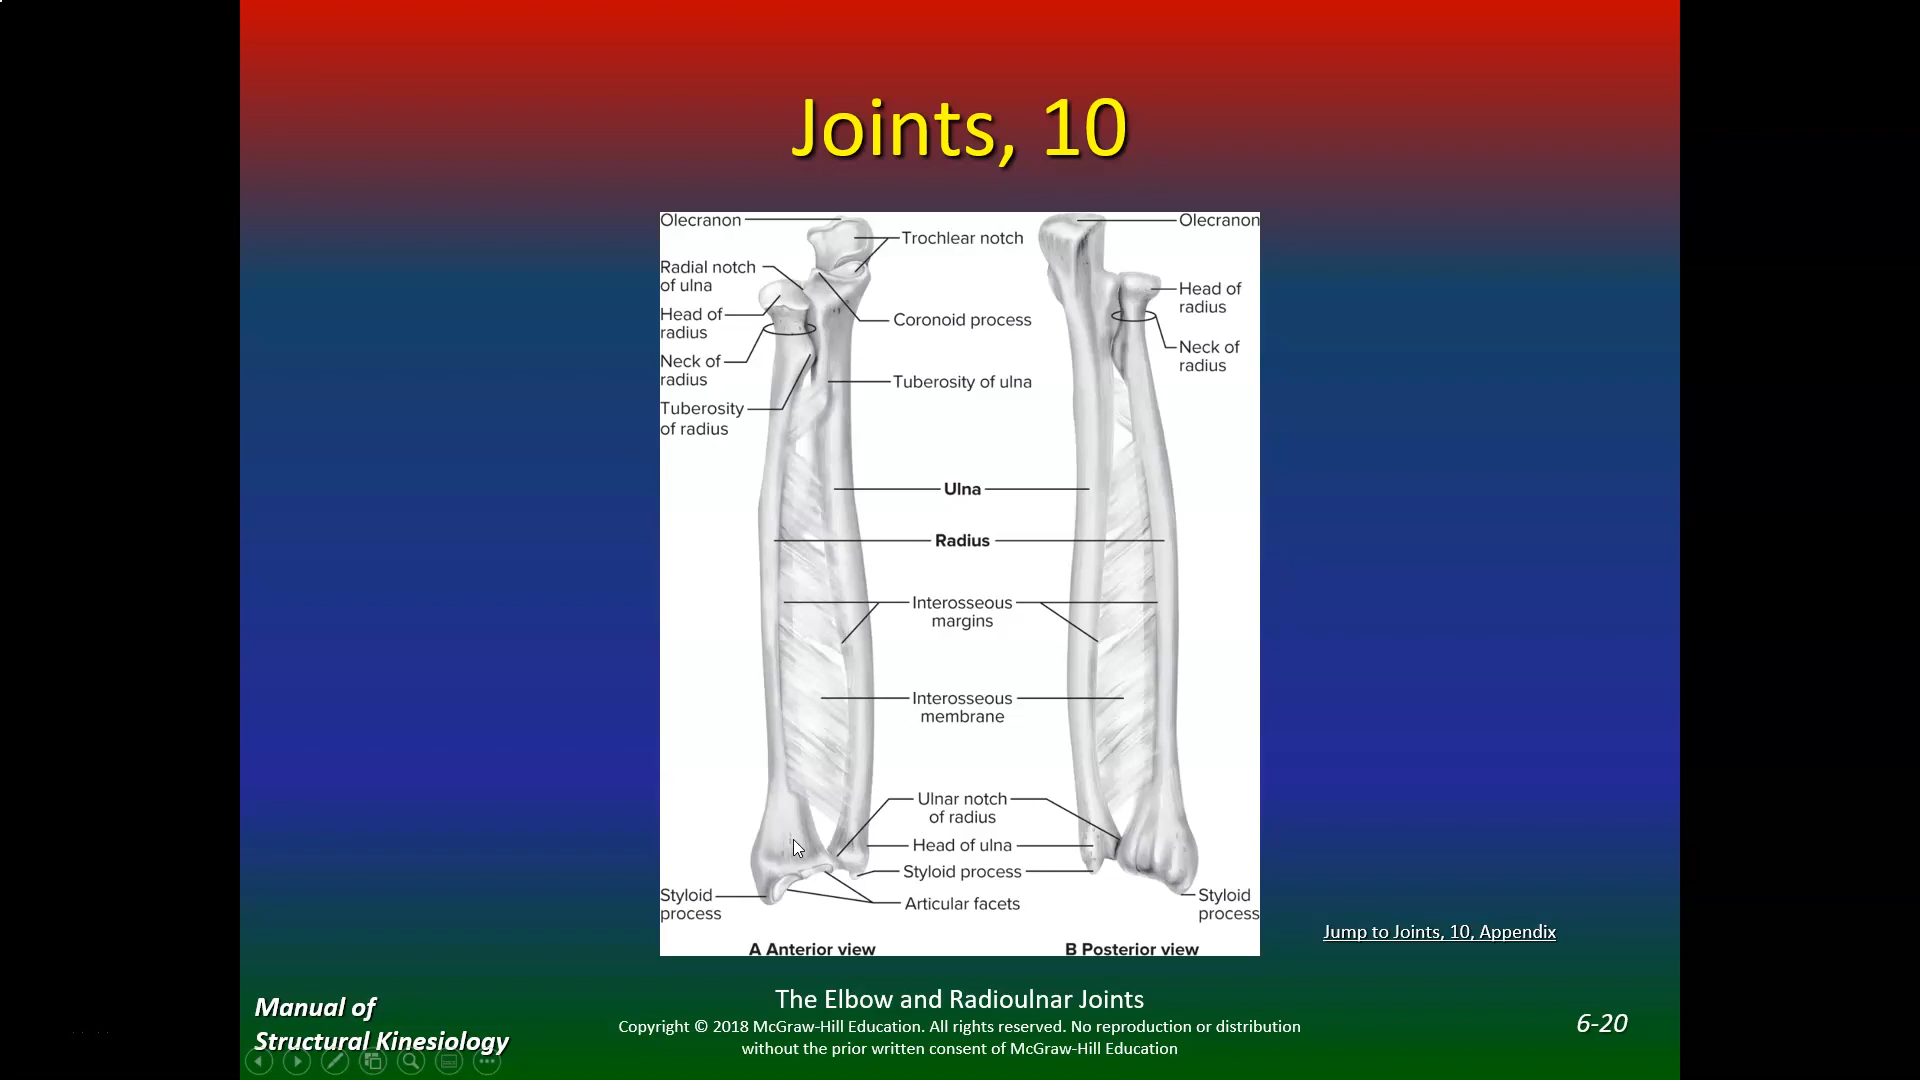 Joints, 10
Olecranon
Trochlear notch
Radial notch
of ulna
Head of
radius
Coronoid process
Neck of
radius
Tuberosity of ulna
Tuberosity
of radius
Olecranon
Head of
radius
Neck of
radius
Ulna
Radius
Interosseous
margins
Interosseous
membrane
Ulnar notch
of radius
Head of ulna
Styloid process
Articular facets
Styloid
process
Styloid
process
A Anterior view
B Posterior view
Jump to Joints, 10, Appendix
Manual of
Structural Kinesiology
The Elbow and Radioulnar Joints
Copyright © 2018 McGraw-Hill Education. All rights reserved. No reproduction or distribution
without the prior written consent of McGraw-Hill Education
6-20